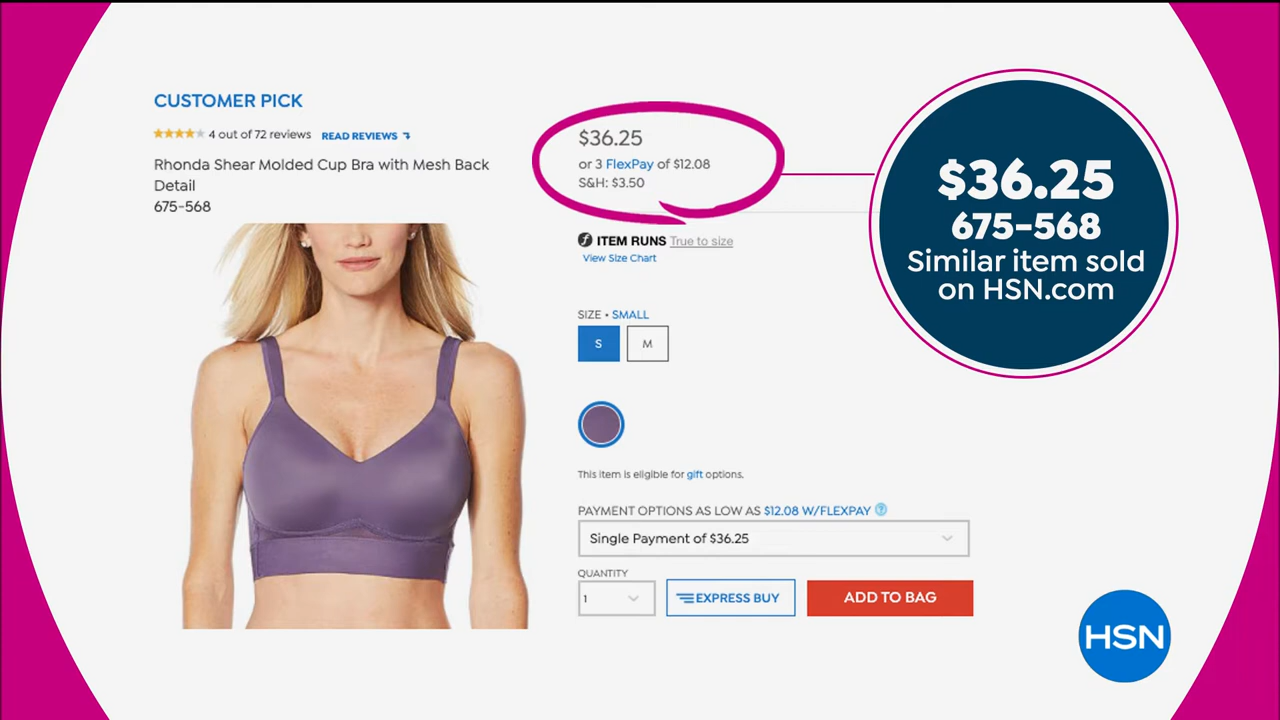 CUSTOMER PICK
4 out of 72 reviews READ REVIEWS
Rhonda Shear Molded Cup Bra with Mesh Back
Detail
675-568
$36.25
or 3 FlexPay of $12.08
S&H: $3.50
ITEM RUNS True to size
View Size Chart
SIZE • SMALL
S M
This item is eligible for gift options.
PAYMENT OPTIONS AS LOW AS $12.08 W/FLEXPAY ?
Single Payment of $36.25
QUANTITY
1
EXPRESS BUY
ADD TO BAG
$36.25
675-568
Similar item sold
on HSN.com
HSN